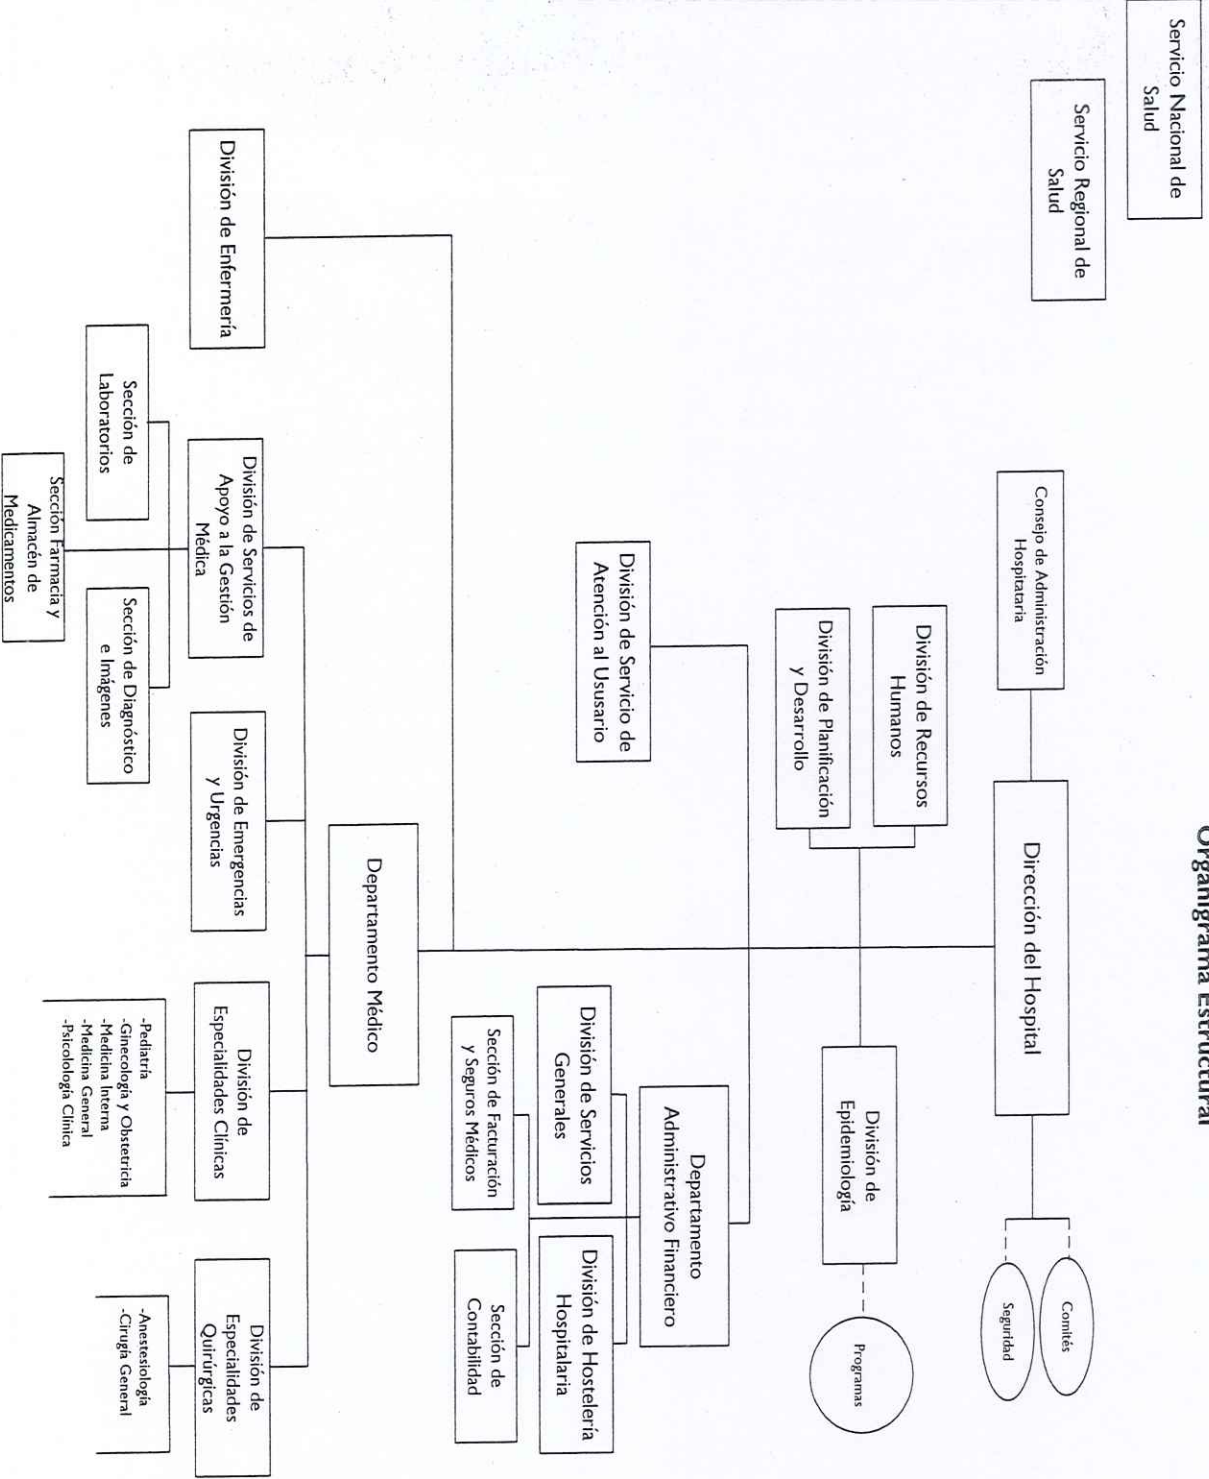 Organigrama Estructural
Servicio Nacional de
Salud
Servicio Regional de
Salud
Consejo de Administración
Hospitataria
Dirección del Hospital
Comités
Seguridad
División de Recursos
Humanos
División de Planificación
y Desarrollo
División de
Epidemiología
Programas
División de Servicio de
Atención al Ususario
Departamento
Administrativo Financiero
División de Servicios
Generales
División de Hostelería
Hospitalaria
Sección de Facturación
y Seguros Médicos
Sección de
Contabilidad
Departamento Médico
División de Enfermería
División de Servicios de
Apoyo a la Gestión
Médica
División de Emergencias
y Urgencias
División de
Especialidades Clínicas
División de
Especialidades
Quirúrgicas
Sección de
Laboratorios
Sección de Diagnóstico
e Imágenes
Sección Farmacia y
Almacén de
Medicamentos
-Pediatría
-Ginecología y Obstetricia
-Medicina Interna
-Medicina General
-Psicolología Clínica
-Anestesiología
-Cirugía General